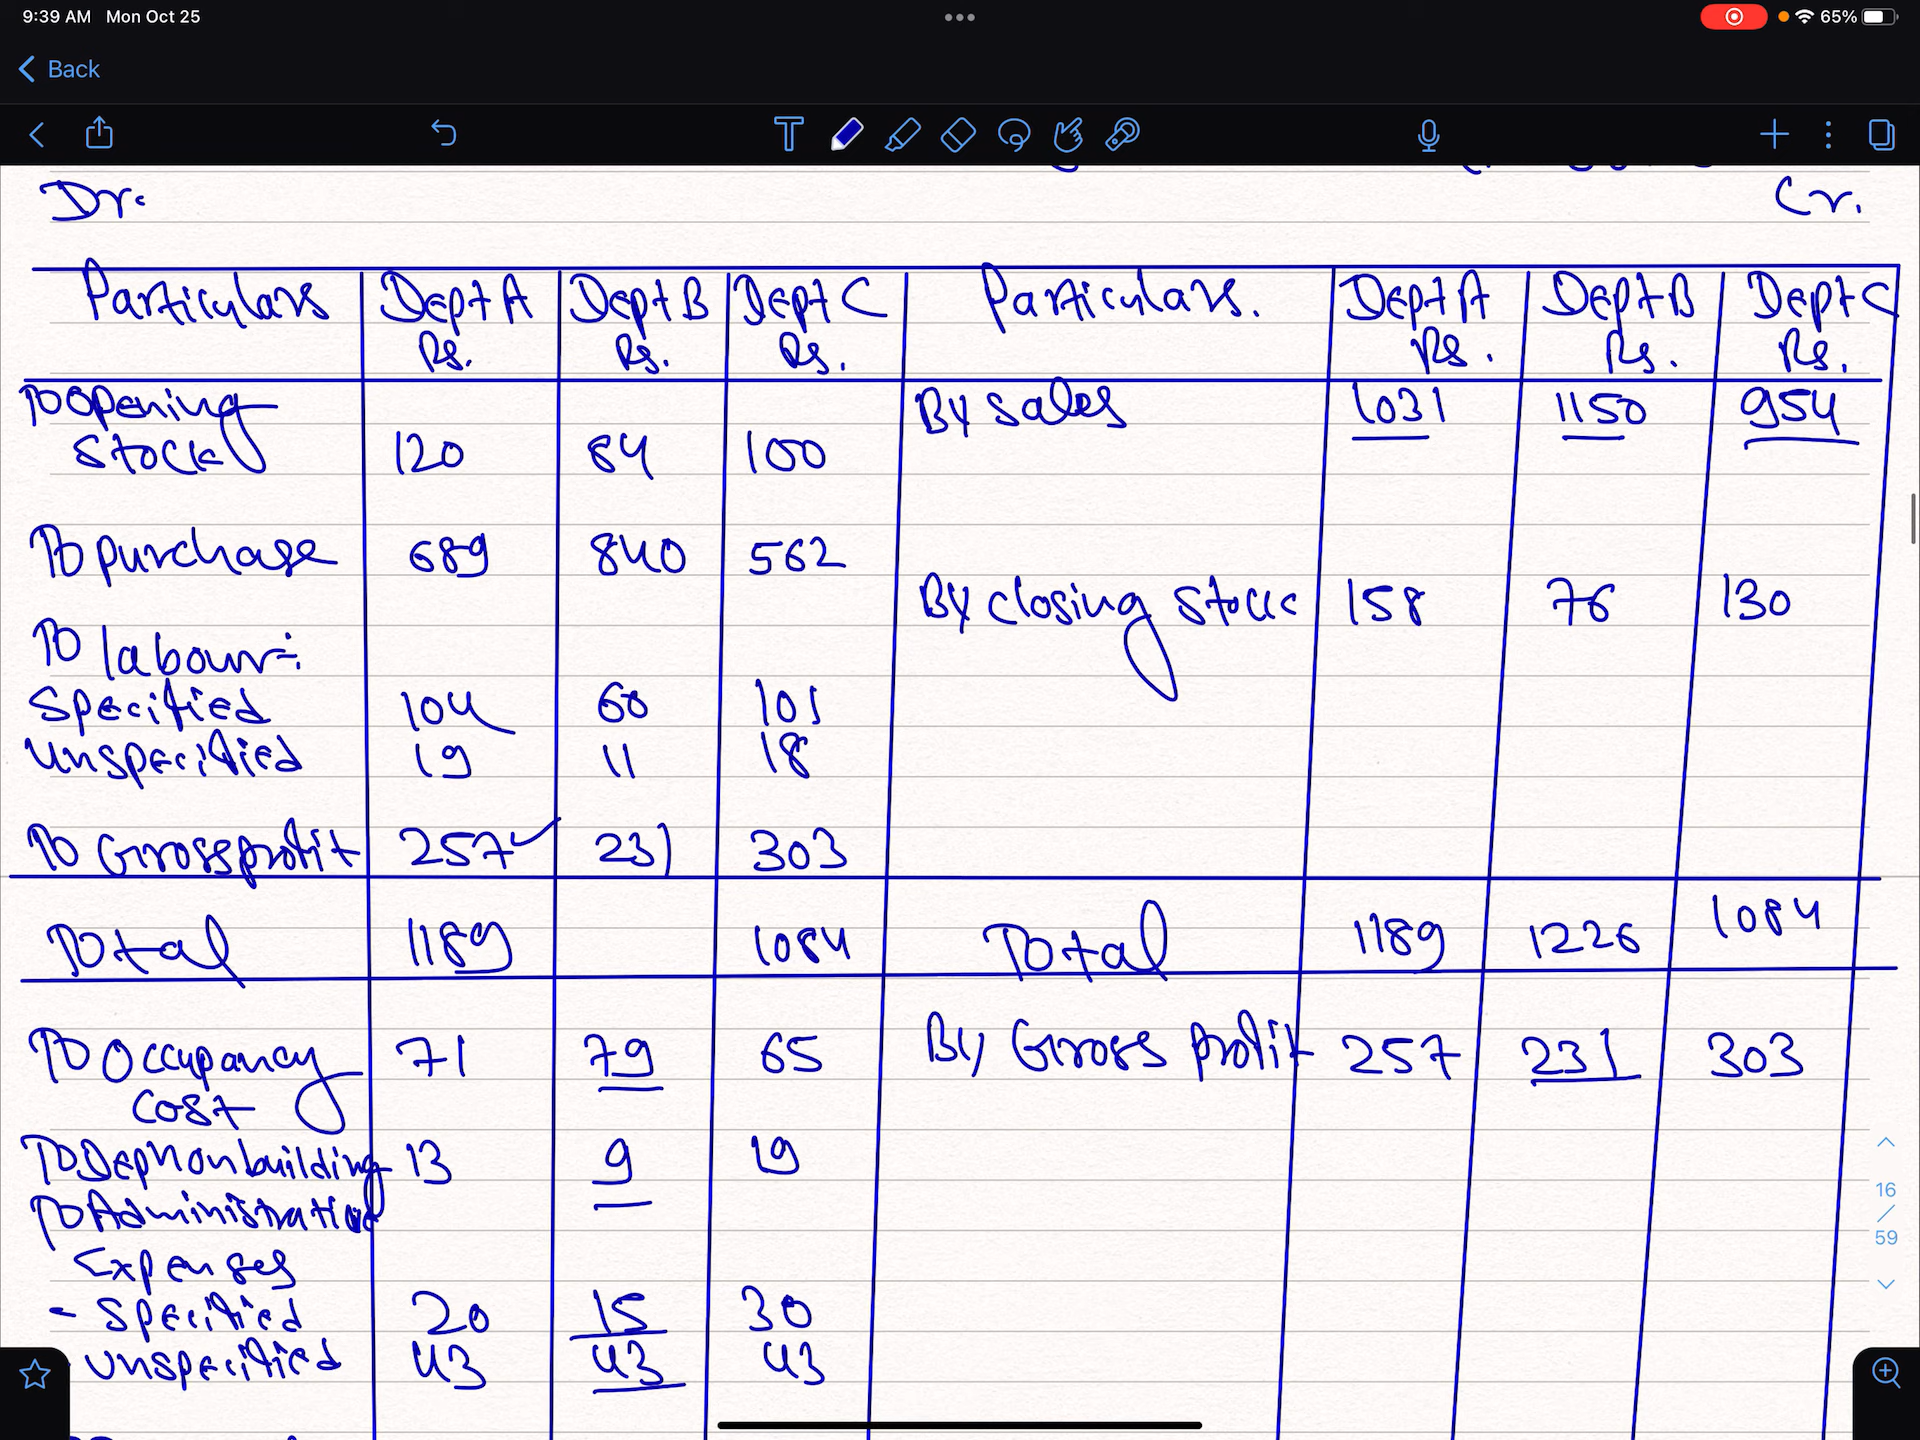 9:39 AM Mon Oct 25 65%
Back
T
Dr. Cr.
Particulars Dept A Dept B Dept C Particulars. Dept A Dept B Dept C
Rs. Rs. Rs. Rs. Rs. Rs.
To Opening By Sales 1031 1150 954
Stock 120 84 100
To purchase 689 840 562
By closing stock 158 76 130
To labour:
Specified 104 60 101
Unspecified 19 11 18
To Gross profit 257 231 303
Total 1189 1084 Total 1189 1226 1084
To Occupancy 71 79 65 By Gross profit 257 231 303
Cost
To Depn on building 13 9 19
To Administration
Expenses
- Specified 20 15 30
- Unspecified 43 43 43
16
/
59